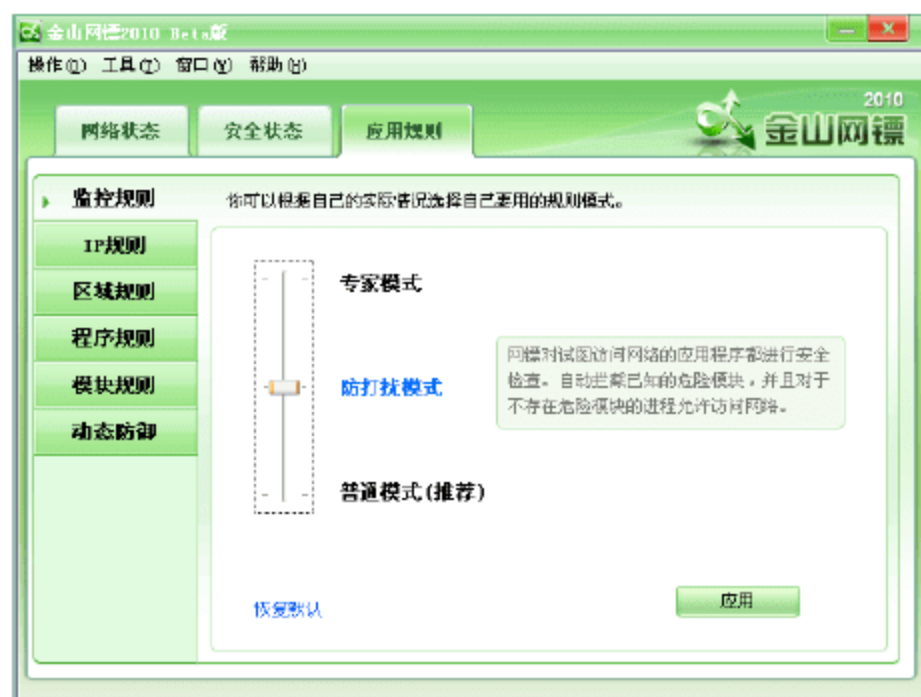 金山网镖2010 Beta版
操作(Q) 工具(T) 窗口(Y) 帮助(H)
网络状态 安全状态 应用规则
2010
金山网镖
监控规则
IP规则
区域规则
程序规则
模块规则
动态防御
你可以根据自己的实际情况选择自己要用的规则模式。
专家模式
防打扰模式
网镖对试图访问网络的应用程序都进行安全
检查。自动拦截已知的危险模块,并且对于
不存在危险模块的进程允许访问网络。
普通模式(推荐)
恢复默认
应用